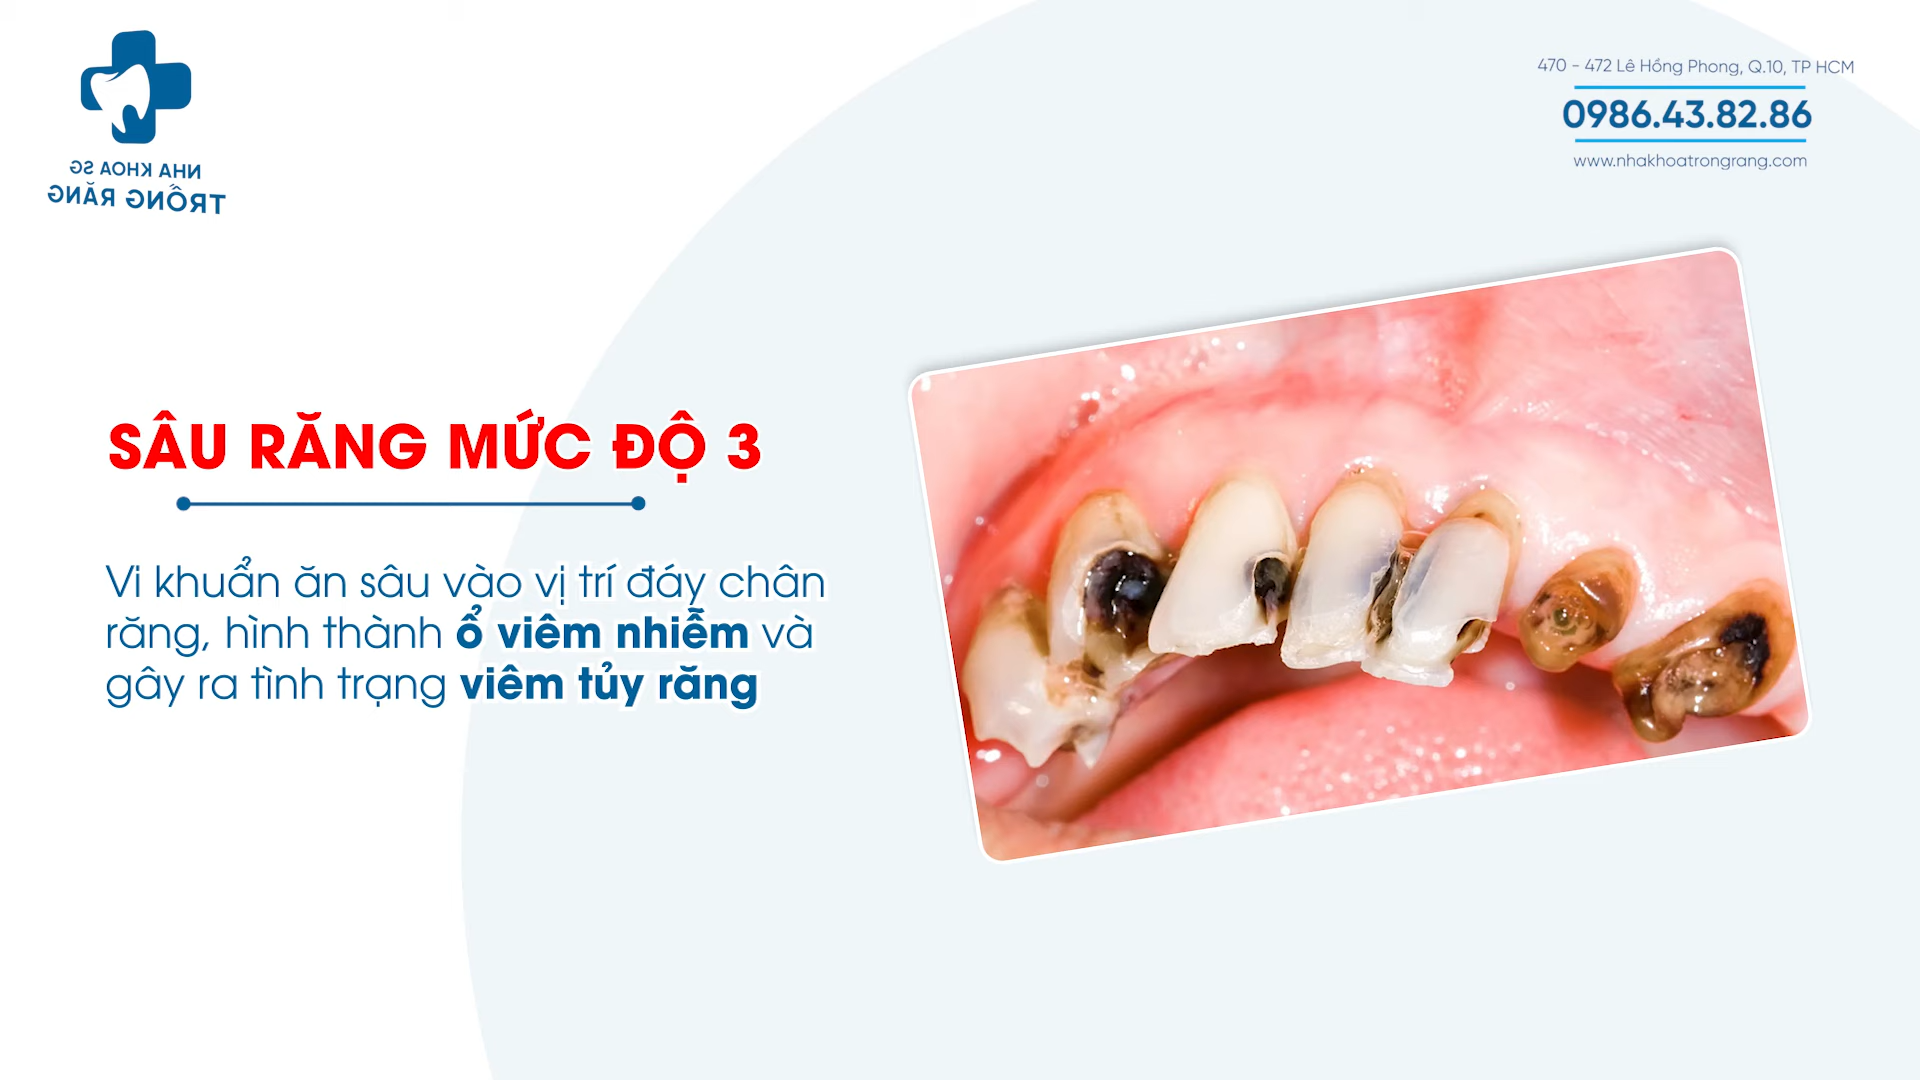 NHA KHOA SG
TRỒNG RĂNG
470 - 472 Lê Hồng Phong, Q.10, TP HCM
0986.43.82.86
www.nhakhoatrongrang.com
SÂU RĂNG MỨC ĐỘ 3
Vi khuẩn ăn sâu vào vị trí đáy chân
răng, hình thành ổ viêm nhiễm và
gây ra tình trạng viêm tủy răng